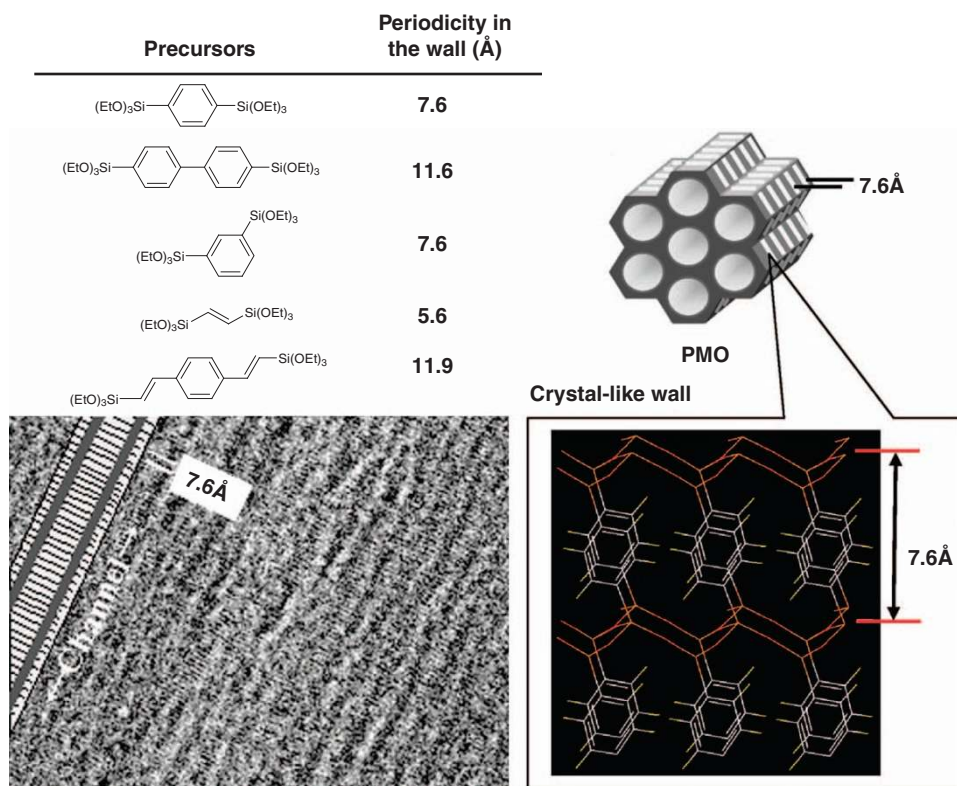 Precursors
Periodicity in
the wall (Å)
(EtO)3Si
Si(OEt)3
7.6
(EtO)3Si
Si(OEt)3
11.6
Si(OEt)3
(EtO)3Si
7.6
(EtO)3Si
Si(OEt)3
5.6
Si(OEt)3
(EtO)3Si
11.9
7.6Å
PMO
Crystal-like wall
7.6Å
Channel
7.6Å